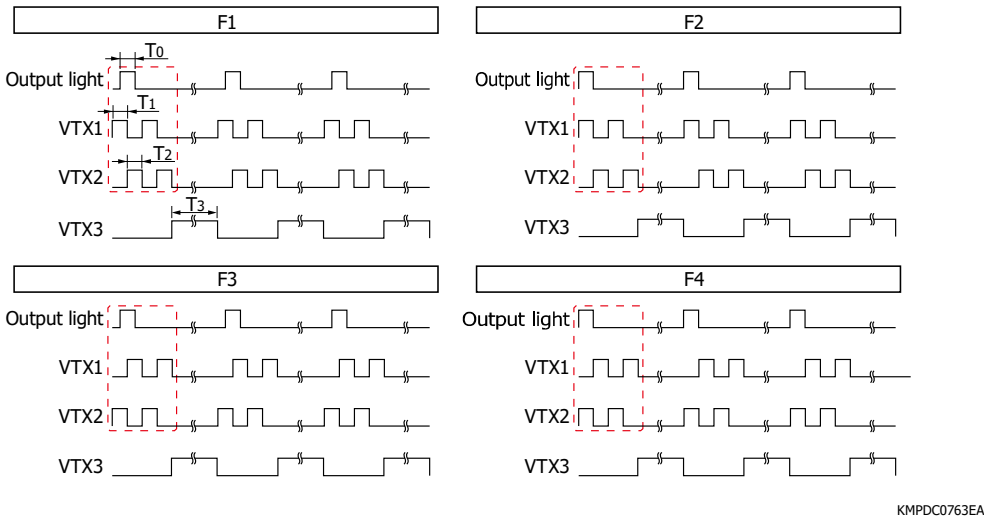 F1
T0
Output light
T1
VTX1
T2
VTX2
T3
VTX3
F2
Output light
VTX1
VTX2
VTX3
F3
Output light
VTX1
VTX2
VTX3
F4
Output light
VTX1
VTX2
VTX3
KMPDC0763EA